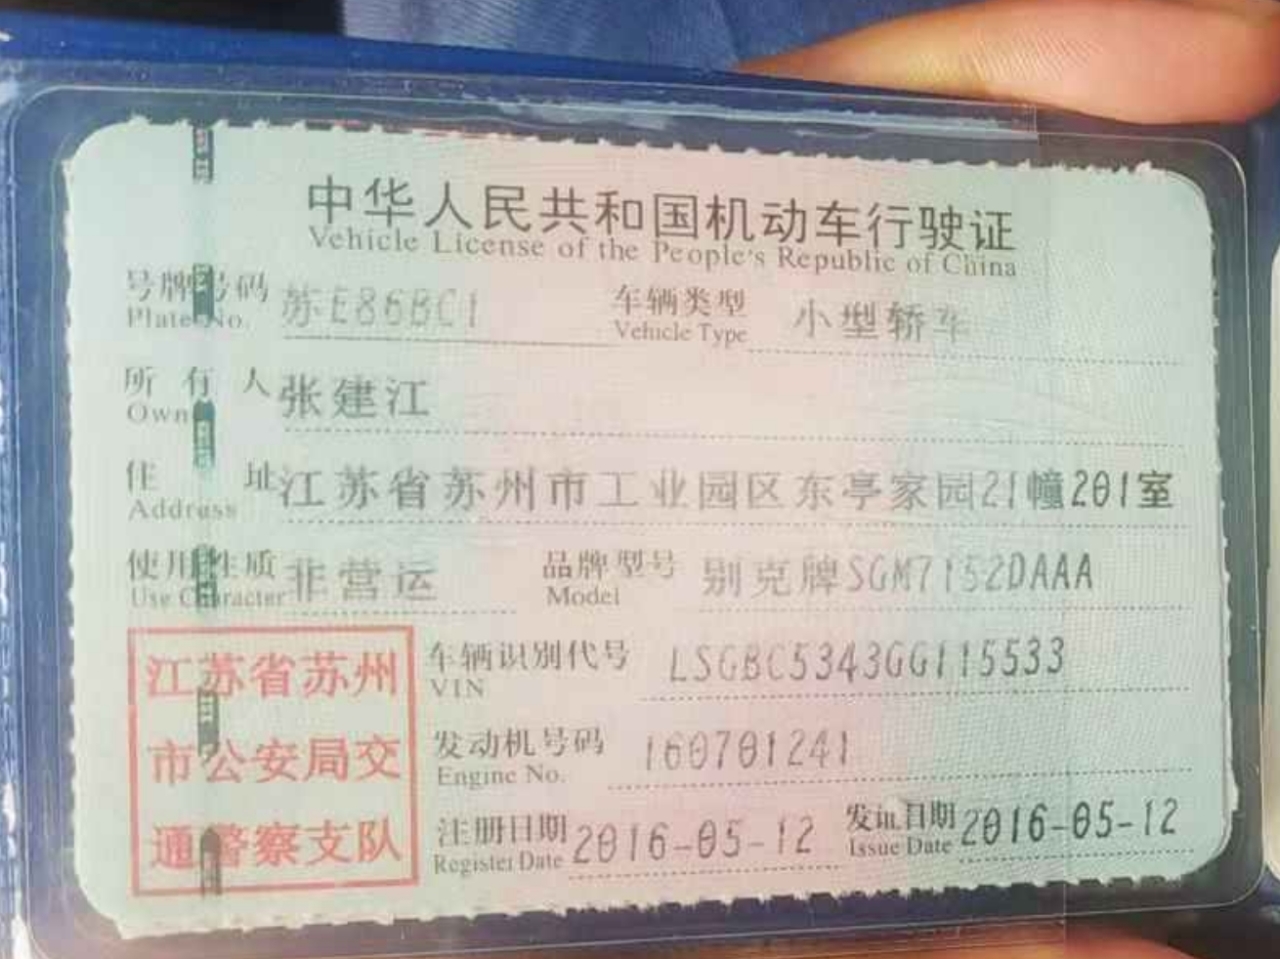 中华人民共和国机动车行驶证
Vehicle License of the People's Republic of China
号牌号码 苏E86BC1 车辆类型 小型轿车
Plate No. Vehicle Type
所有人 张建江
Owner
住址 江苏省苏州市工业园区东亭家园21幢201室
Address
使用性质 非营运 品牌型号 别克牌SGM7152DAAA
Use Character Model
江苏省苏州
市公安局交
通警察支队
车辆识别代号 LSGBC5343GG115533
VIN
发动机号码 160701241
Engine No.
注册日期 2016-05-12 发证日期 2016-05-12
Register Date Issue Date